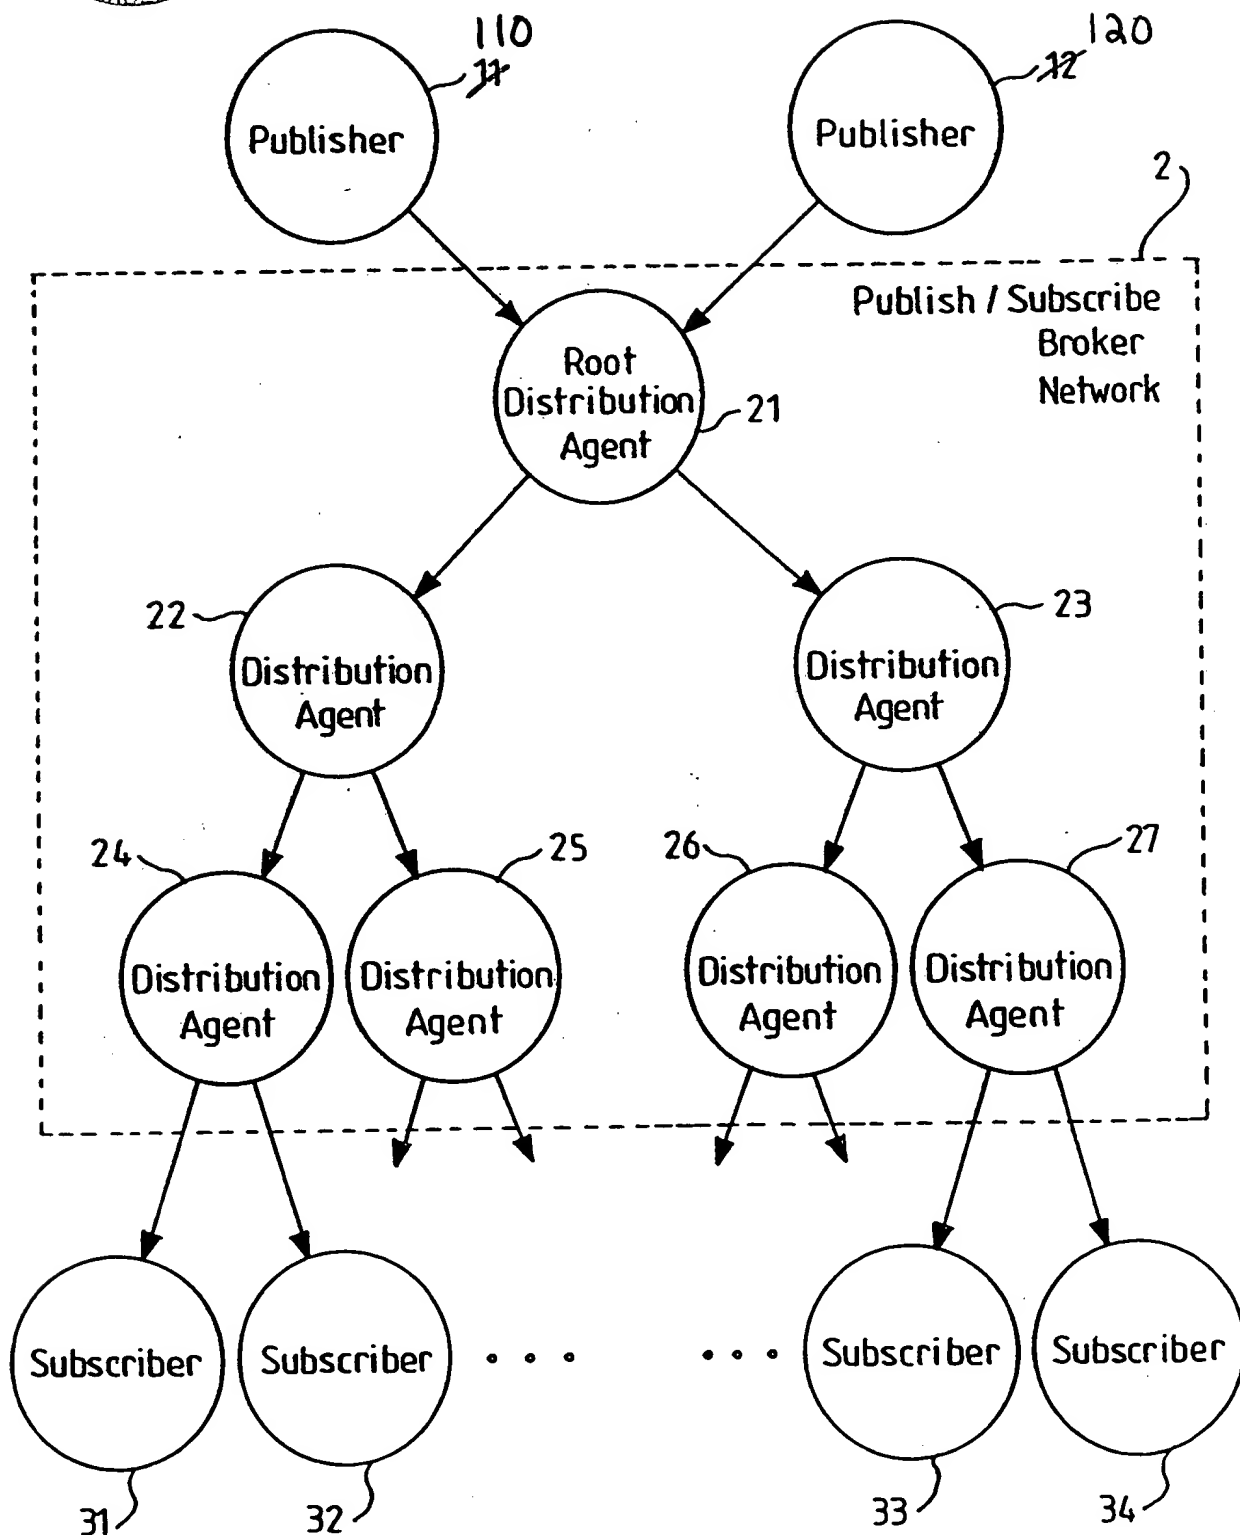 110
11
120
12
Publisher
Publisher
2
Publish / Subscribe
Broker
Network
Root
Distribution
Agent
21
22
23
Distribution
Agent
Distribution
Agent
24
25
26
27
Distribution
Agent
Distribution
Agent
Distribution
Agent
Distribution
Agent
Subscriber
Subscriber
Subscriber
Subscriber
31
32
33
34